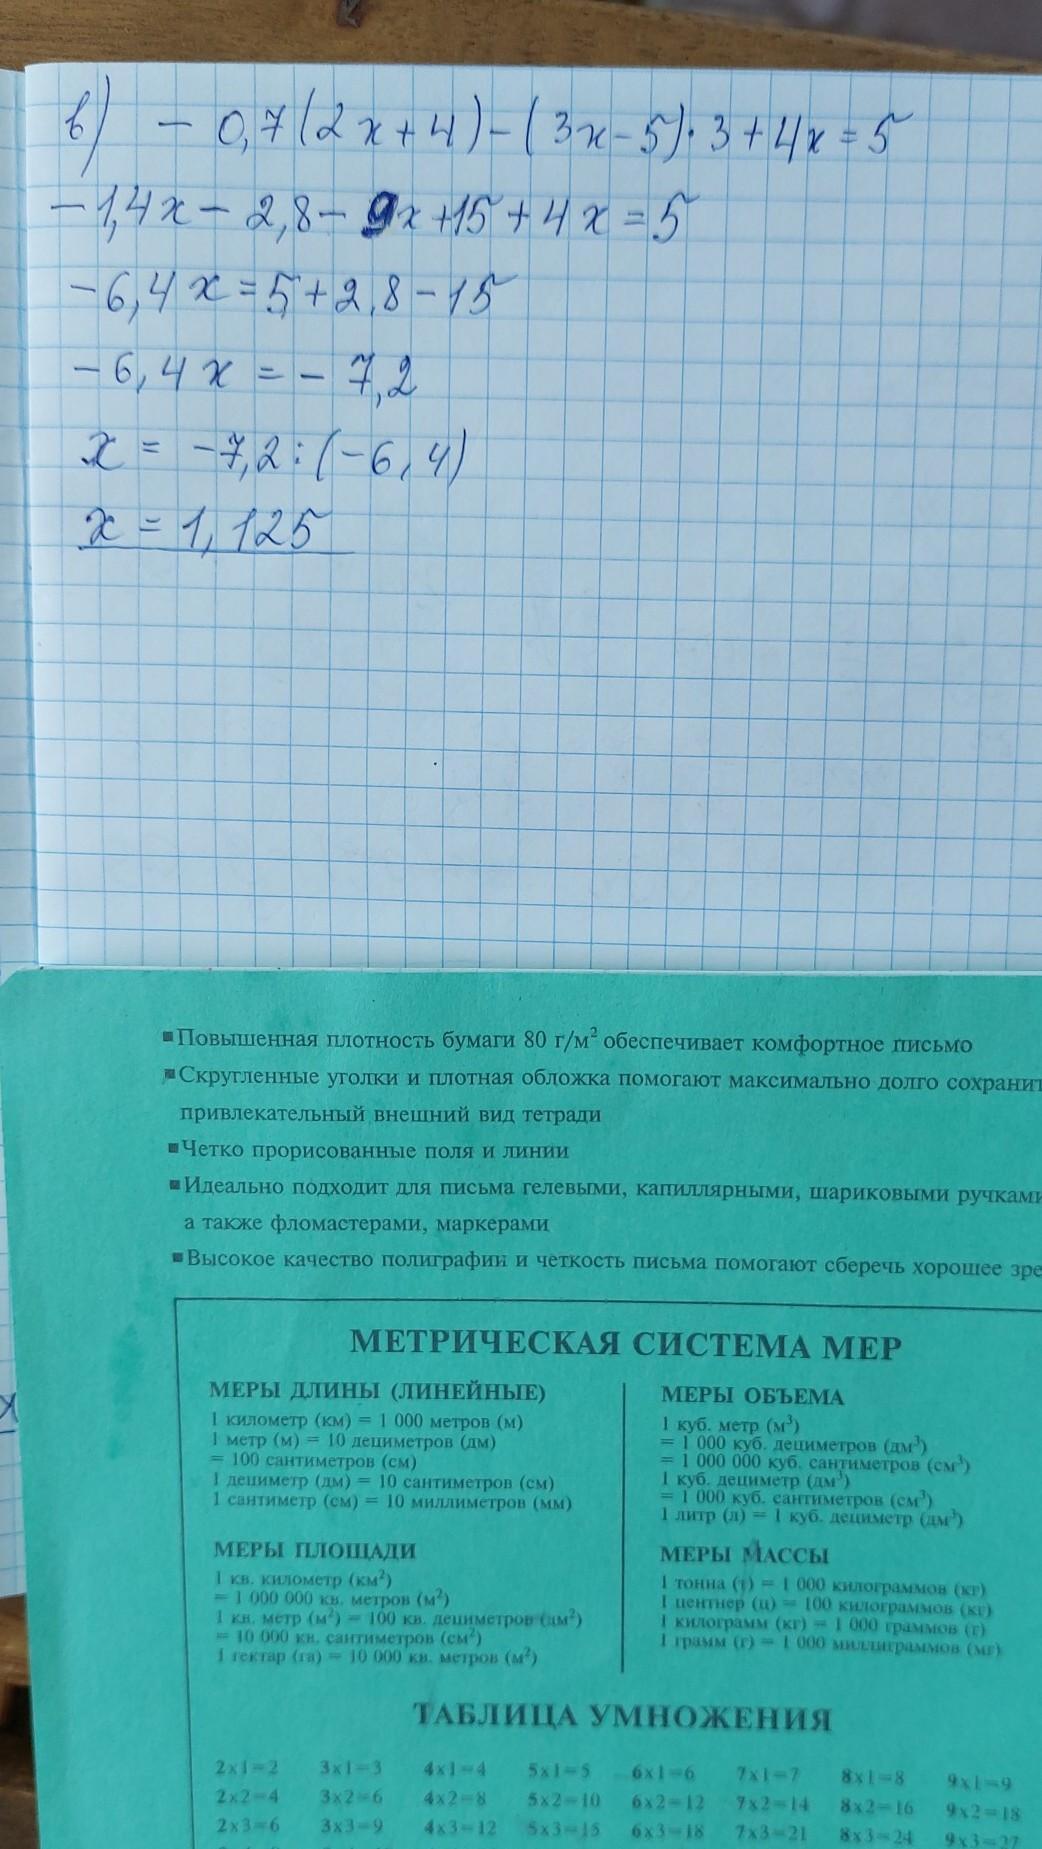 в) - 0,7(2x+4)-(3x-5)·3+4x=5
-1,4x-2,8-9x+15+4x=5
-6,4x=5+2,8-15
-6,4x=-7,2
x = -7,2:(-6,4)
x = 1,125
▪Повышенная плотность бумаги 80 г/м² обеспечивает комфортное письмо
▪Скругленные уголки и плотная обложка помогают максимально долго сохранит
привлекательный внешний вид тетради
▪Четко прорисованные поля и линии
▪Идеально подходит для письма гелевыми, капиллярными, шариковыми ручками
а также фломастерами, маркерами
▪Высокое качество полиграфии и четкость письма помогают сберечь хорошее зре
МЕТРИЧЕСКАЯ СИСТЕМА МЕР
МЕРЫ ДЛИНЫ (ЛИНЕЙНЫЕ)
1 километр (км) = 1 000 метров (м)
1 метр (м) = 10 дециметров (дм)
= 100 сантиметров (см)
1 дециметр (дм) = 10 сантиметров (см)
1 сантиметр (см) = 10 миллиметров (мм)
МЕРЫ ПЛОЩАДИ
1 кв. километр (км²)
= 1 000 000 кв. метров (м²)
1 кв. метр (м²) = 100 кв. дециметров (дм²)
= 10 000 кв. сантиметров (см²)
1 гектар (га) = 10 000 кв. метров (м²)
МЕРЫ ОБЪЕМА
1 куб. метр (м³)
= 1 000 куб. дециметров (дм³)
= 1 000 000 куб. сантиметров (см³)
1 куб. дециметр (дм³)
= 1 000 куб. сантиметров (см³)
1 литр (л) = 1 куб. дециметр (дм³)
МЕРЫ МАССЫ
1 тонна (т) = 1 000 килограммов (кг)
1 центнер (ц) = 100 килограммов (кг)
1 килограмм (кг) = 1 000 граммов (г)
1 грамм (г) = 1 000 миллиграммов (мг)
ТАБЛИЦА УМНОЖЕНИЯ
2x1=2 3x1=3 4x1=4 5x1=5 6x1=6 7x1=7 8x1=8 9x1=9
2x2=4 3x2=6 4x2=8 5x2=10 6x2=12 7x2=14 8x2=16 9x2=18
2x3=6 3x3=9 4x3=12 5x3=15 6x3=18 7x3=21 8x3=24 9x3=27